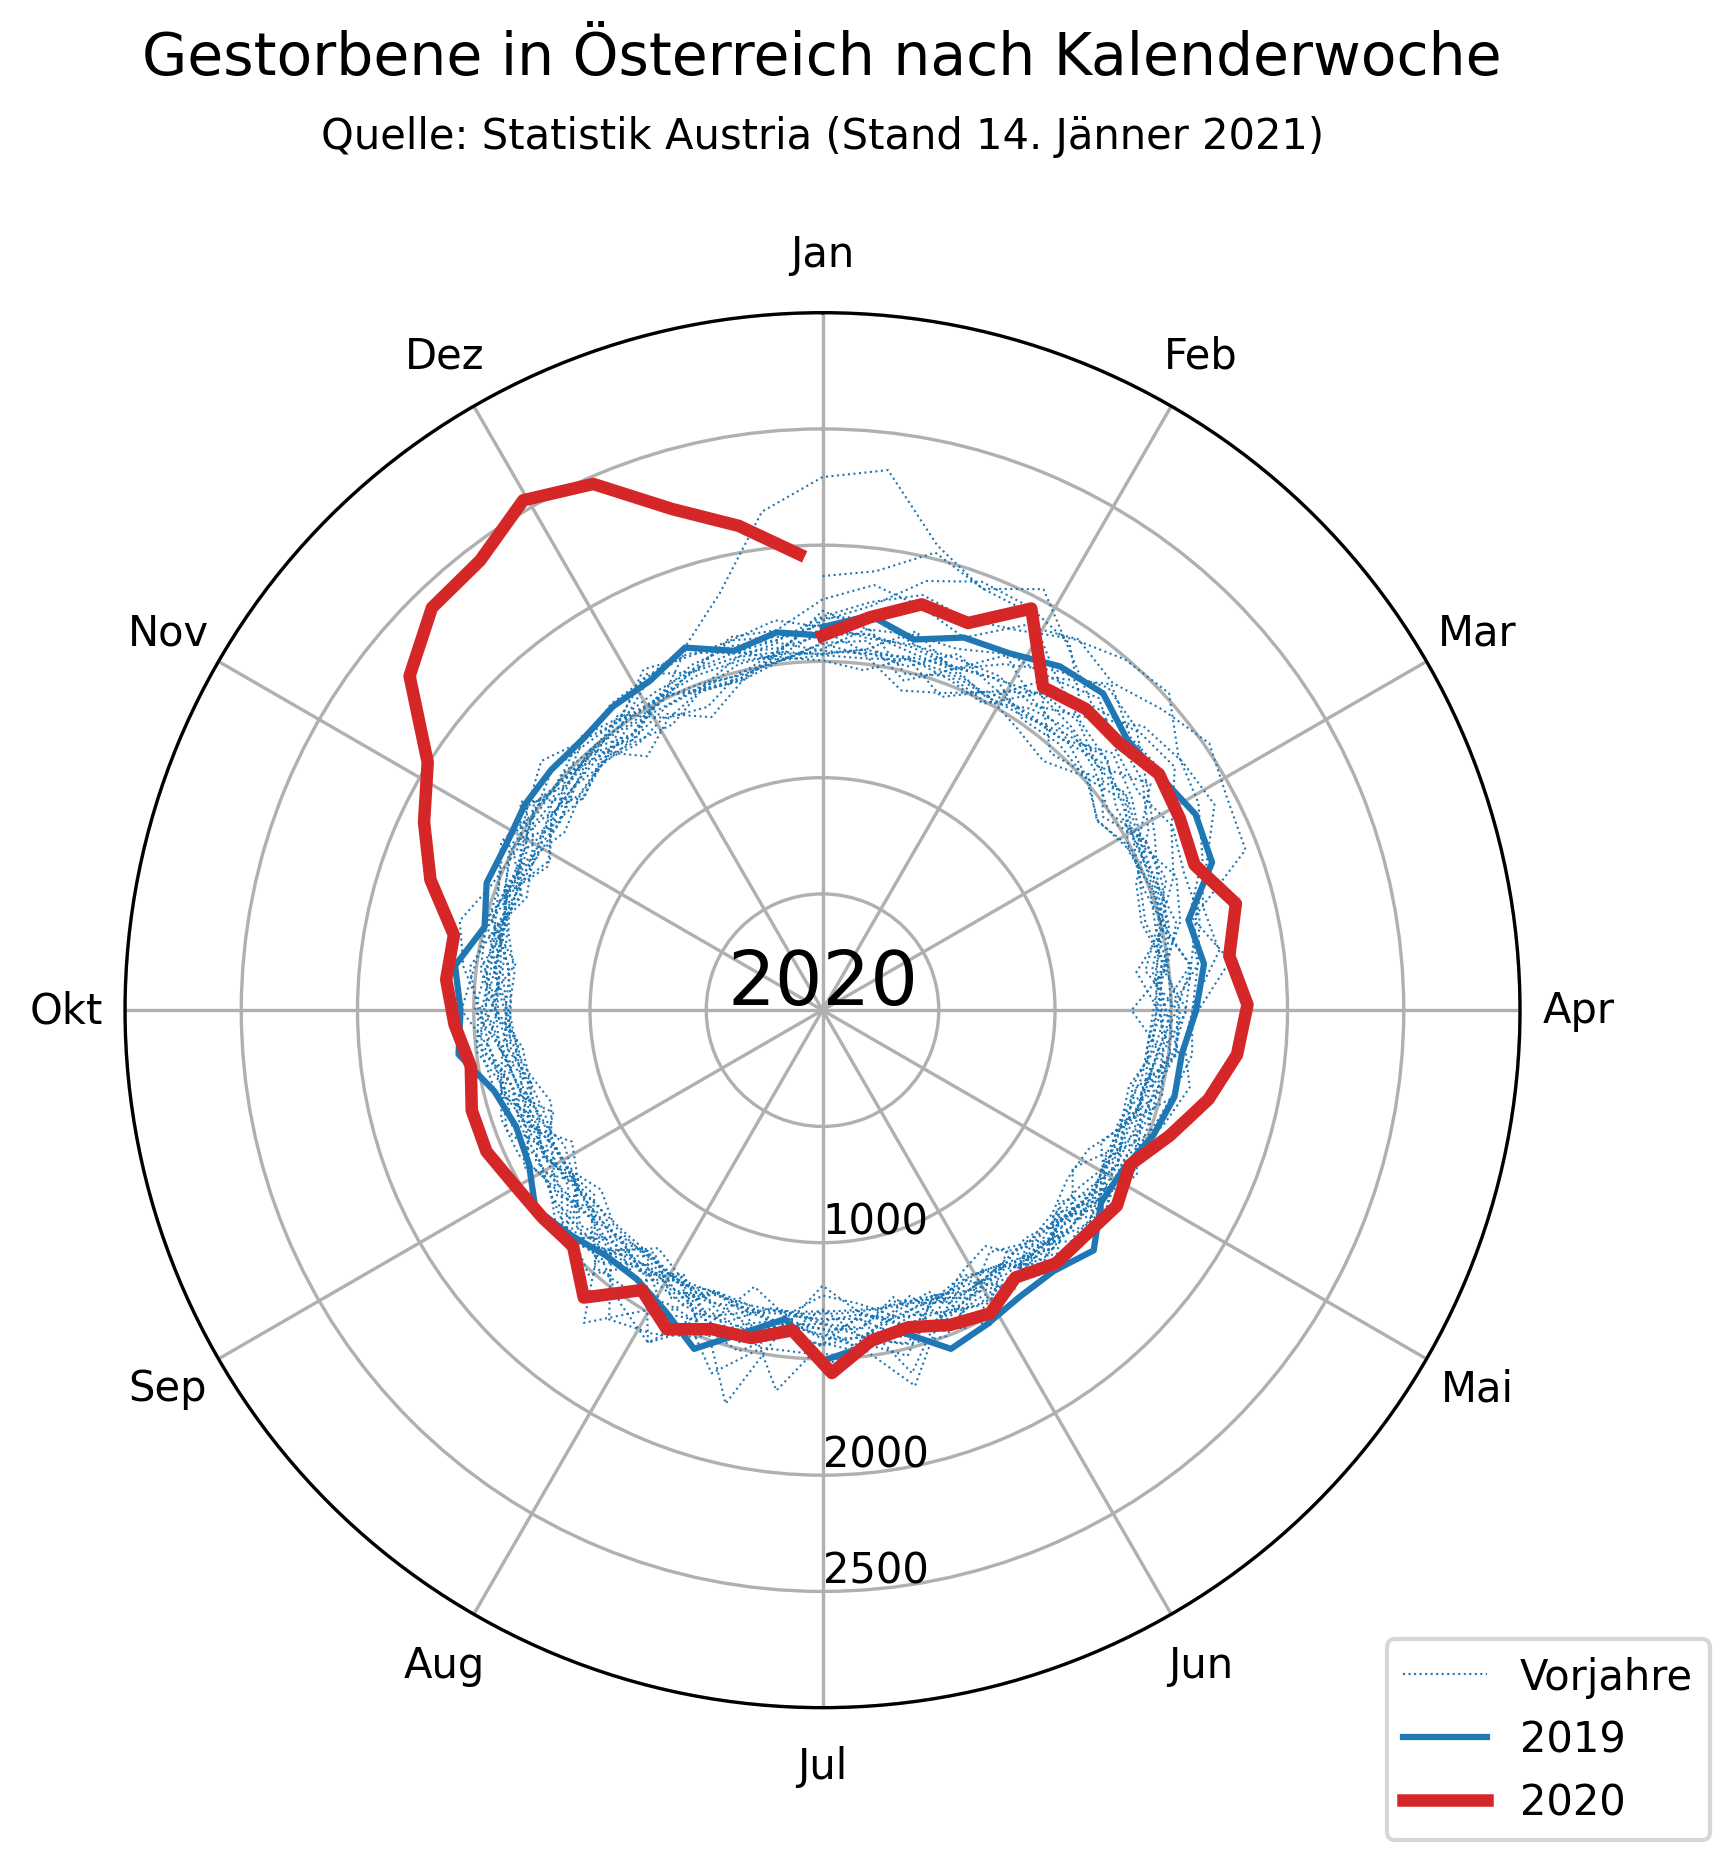 Gestorbene in Österreich nach Kalenderwoche
Quelle: Statistik Austria (Stand 14. Jänner 2021)
Jan
Dez
Feb
Nov
Mar
2020
Okt
Apr
1000
Sep
Mai
2000
2500
Aug
Jun
Jul
Vorjahre
2019
2020